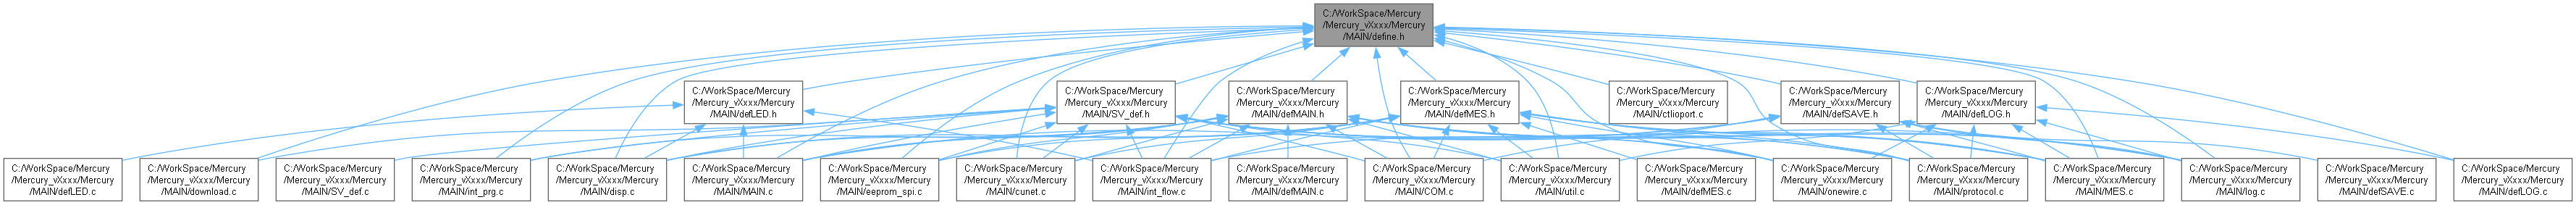 C:/WorkSpace/Mercury
/Mercury_vXxxx/Mercury
/MAIN/define.h
C:/WorkSpace/Mercury
/Mercury_vXxxx/Mercury
/MAIN/defLED.h
C:/WorkSpace/Mercury
/Mercury_vXxxx/Mercury
/MAIN/SV_def.h
C:/WorkSpace/Mercury
/Mercury_vXxxx/Mercury
/MAIN/defMAIN.h
C:/WorkSpace/Mercury
/Mercury_vXxxx/Mercury
/MAIN/defMES.h
C:/WorkSpace/Mercury
/Mercury_vXxxx/Mercury
/MAIN/ctlioport.c
C:/WorkSpace/Mercury
/Mercury_vXxxx/Mercury
/MAIN/defSAVE.h
C:/WorkSpace/Mercury
/Mercury_vXxxx/Mercury
/MAIN/defLOG.h
C:/WorkSpace/Mercury
/Mercury_vXxxx/Mercury
/MAIN/defLED.c
C:/WorkSpace/Mercury
/Mercury_vXxxx/Mercury
/MAIN/download.c
C:/WorkSpace/Mercury
/Mercury_vXxxx/Mercury
/MAIN/SV_def.c
C:/WorkSpace/Mercury
/Mercury_vXxxx/Mercury
/MAIN/int_prg.c
C:/WorkSpace/Mercury
/Mercury_vXxxx/Mercury
/MAIN/disp.c
C:/WorkSpace/Mercury
/Mercury_vXxxx/Mercury
/MAIN/MAIN.c
C:/WorkSpace/Mercury
/Mercury_vXxxx/Mercury
/MAIN/eeprom_spi.c
C:/WorkSpace/Mercury
/Mercury_vXxxx/Mercury
/MAIN/cunet.c
C:/WorkSpace/Mercury
/Mercury_vXxxx/Mercury
/MAIN/int_flow.c
C:/WorkSpace/Mercury
/Mercury_vXxxx/Mercury
/MAIN/defMAIN.c
C:/WorkSpace/Mercury
/Mercury_vXxxx/Mercury
/MAIN/COM.c
C:/WorkSpace/Mercury
/Mercury_vXxxx/Mercury
/MAIN/util.c
C:/WorkSpace/Mercury
/Mercury_vXxxx/Mercury
/MAIN/defMES.c
C:/WorkSpace/Mercury
/Mercury_vXxxx/Mercury
/MAIN/onewire.c
C:/WorkSpace/Mercury
/Mercury_vXxxx/Mercury
/MAIN/protocol.c
C:/WorkSpace/Mercury
/Mercury_vXxxx/Mercury
/MAIN/MES.c
C:/WorkSpace/Mercury
/Mercury_vXxxx/Mercury
/MAIN/log.c
C:/WorkSpace/Mercury
/Mercury_vXxxx/Mercury
/MAIN/defSAVE.c
C:/WorkSpace/Mercury
/Mercury_vXxxx/Mercury
/MAIN/defLOG.c